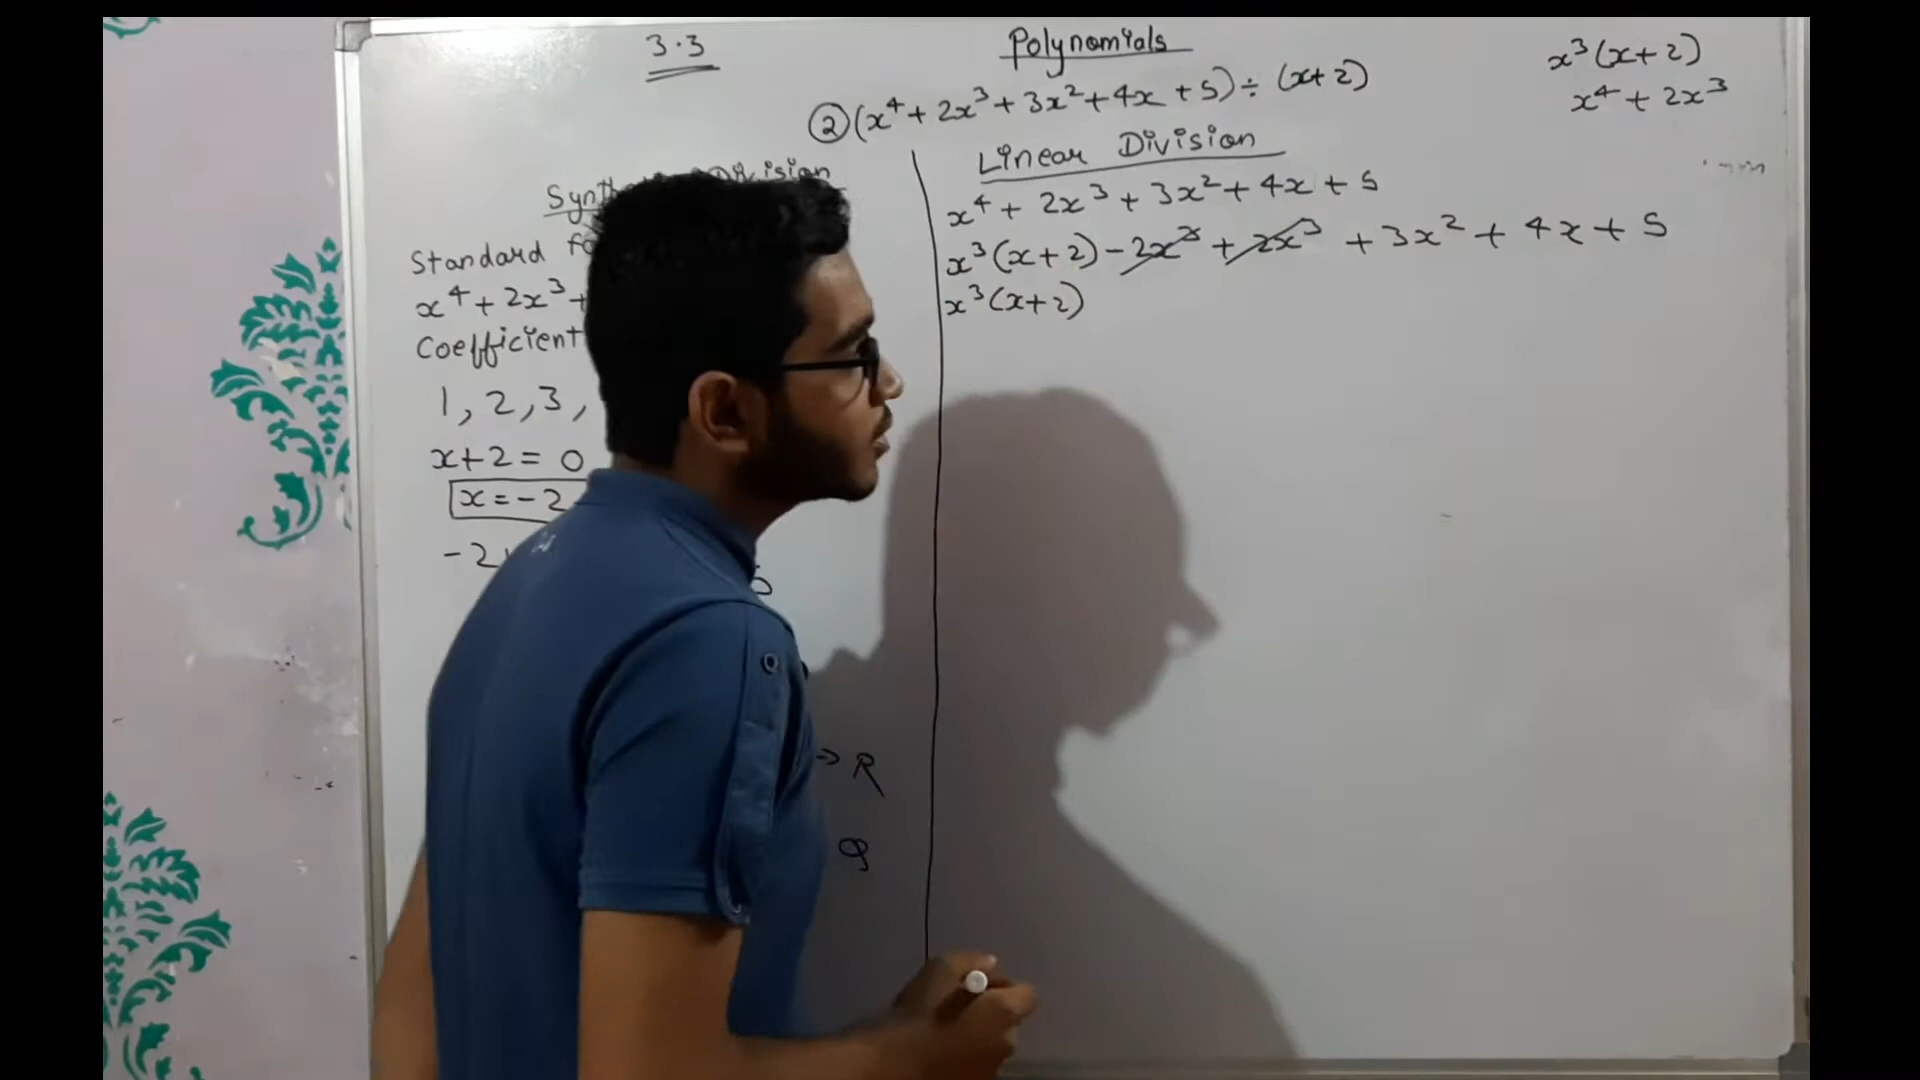 3.3
Polynomials
② (x⁴ + 2x³ + 3x² + 4x + 5) ÷ (x+2)
x³(x+2)
x⁴ + 2x³
Standard
x⁴ + 2x³ +
Coefficient
1, 2, 3,
x+2 = 0
x = -2
-2
→ R
Linear Division
x⁴ + 2x³ + 3x² + 4x + 5
x³(x+2) - 2x³ + 2x³ + 3x² + 4x + 5
x³(x+2)